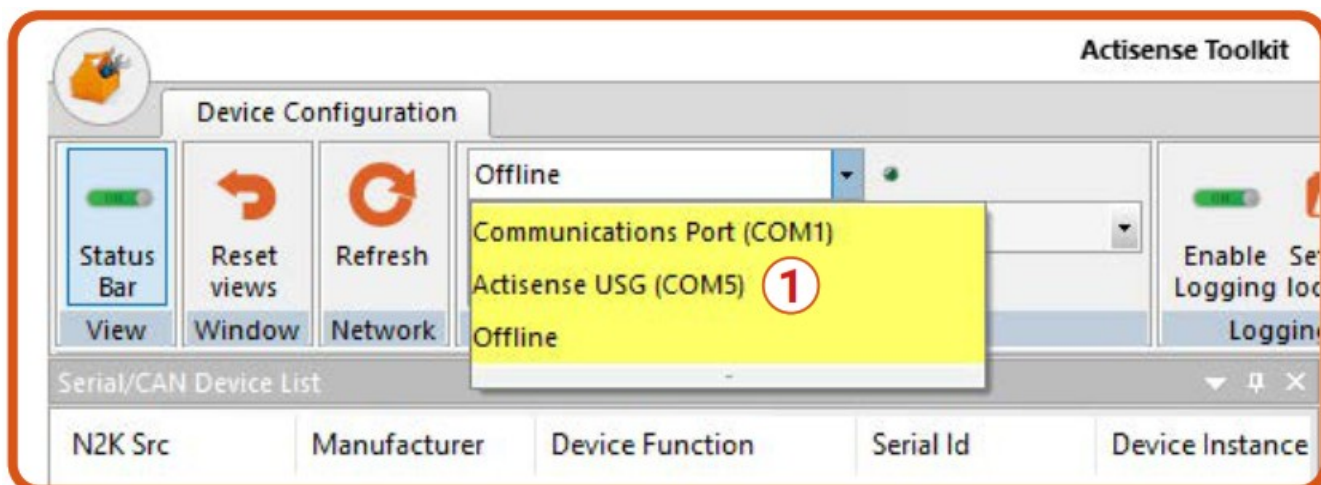 Actisense Toolkit
Device Configuration
Offline
Communications Port (COM1)
Actisense USG (COM5) 1
Offline
Status
Bar
Reset
views
Refresh
Enable
Logging
View
Window
Network
Serial/CAN Device List
N2K Src Manufacturer Device Function Serial Id Device Instance